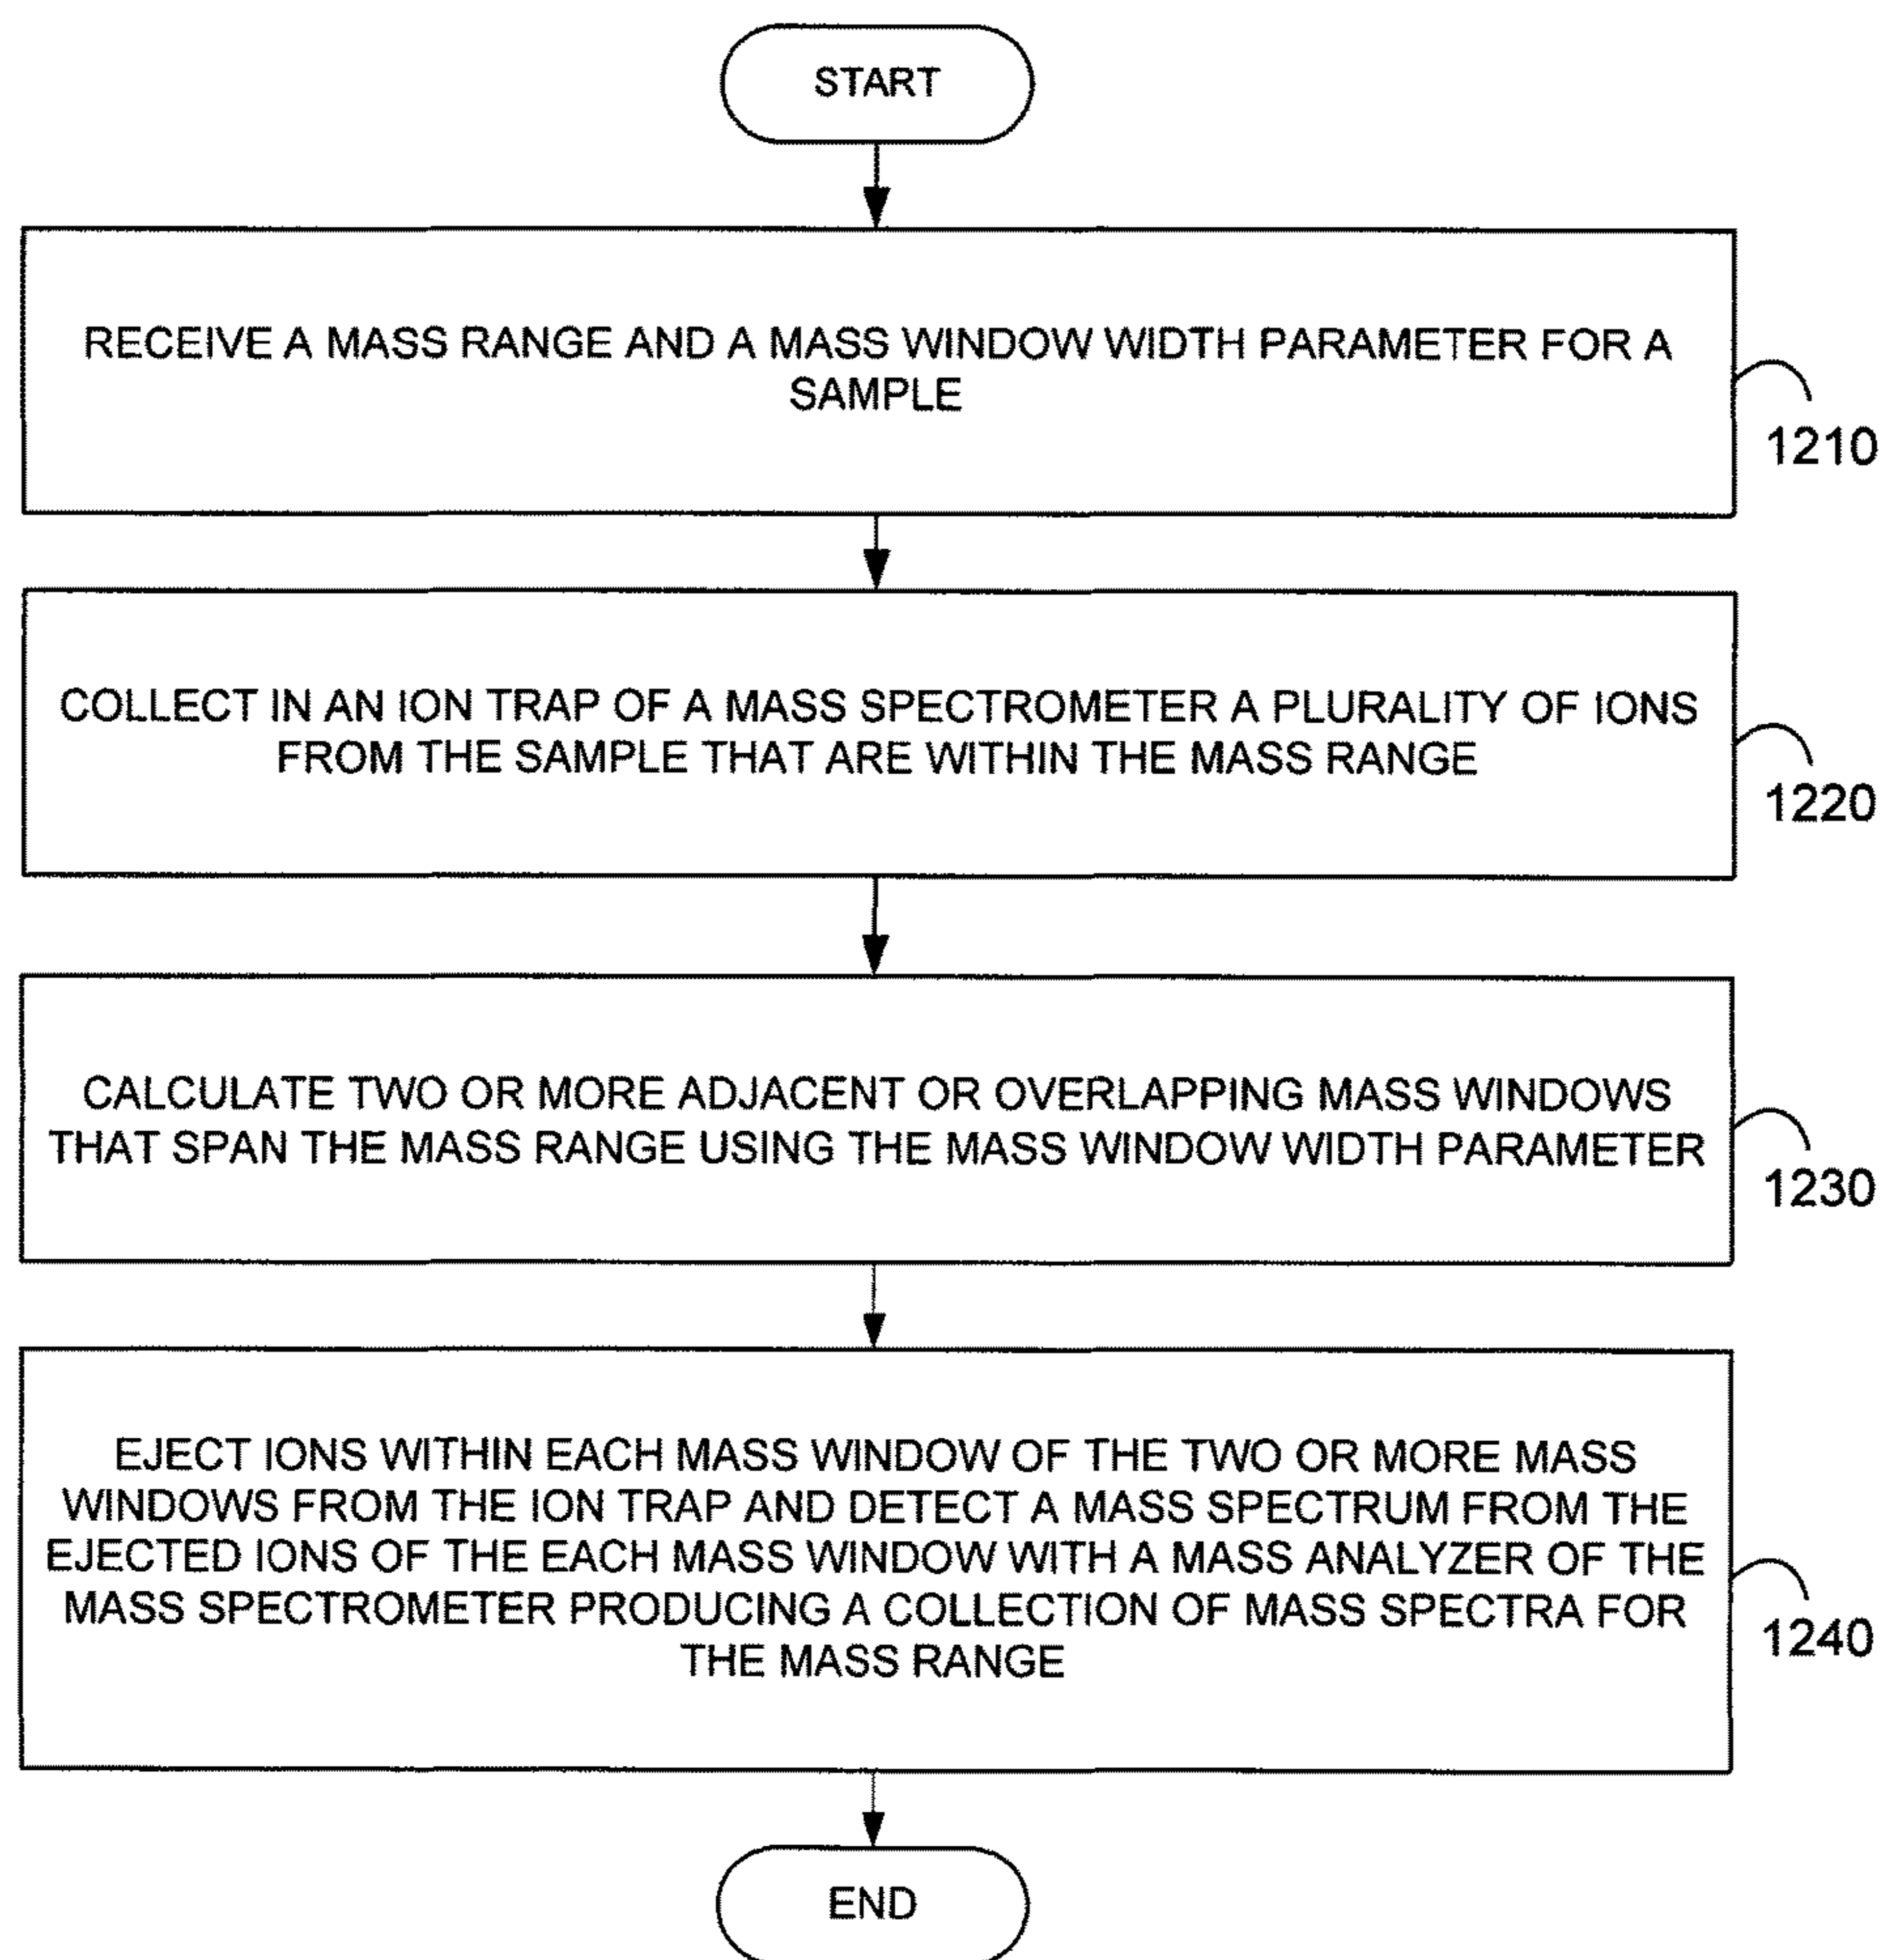 START
RECEIVE A MASS RANGE AND A MASS WINDOW WIDTH PARAMETER FOR A
SAMPLE
1210
COLLECT IN AN ION TRAP OF A MASS SPECTROMETER A PLURALITY OF IONS
FROM THE SAMPLE THAT ARE WITHIN THE MASS RANGE
1220
CALCULATE TWO OR MORE ADJACENT OR OVERLAPPING MASS WINDOWS
THAT SPAN THE MASS RANGE USING THE MASS WINDOW WIDTH PARAMETER
1230
EJECT IONS WITHIN EACH MASS WINDOW OF THE TWO OR MORE MASS
WINDOWS FROM THE ION TRAP AND DETECT A MASS SPECTRUM FROM THE
EJECTED IONS OF THE EACH MASS WINDOW WITH A MASS ANALYZER OF THE
MASS SPECTROMETER PRODUCING A COLLECTION OF MASS SPECTRA FOR
THE MASS RANGE
1240
END